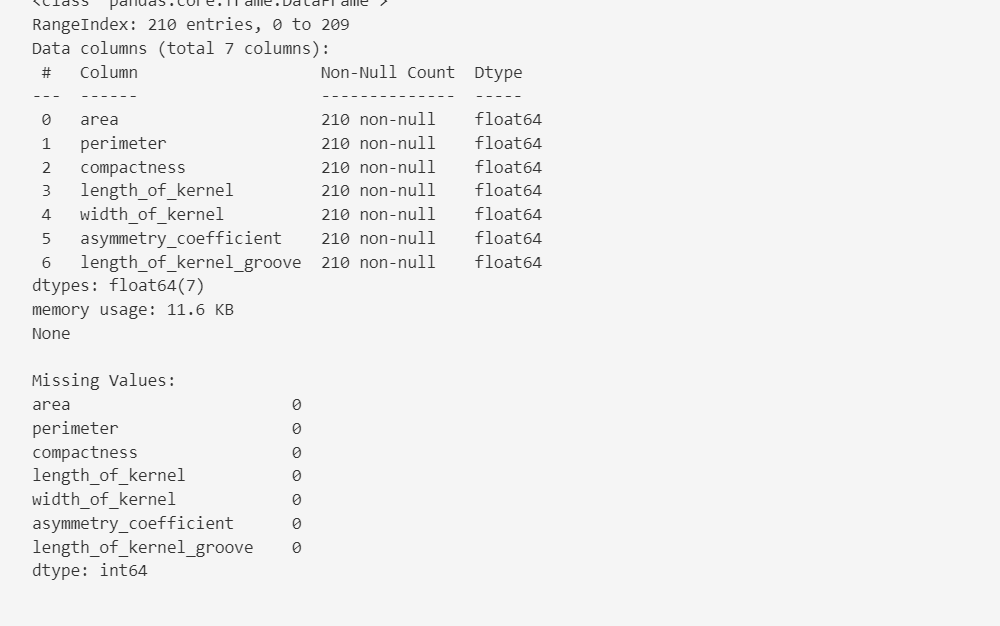 <class 'pandas.core.frame.DataFrame'>
RangeIndex: 210 entries, 0 to 209
Data columns (total 7 columns):
 #   Column                   Non-Null Count  Dtype
---  ------                   --------------  -----
 0   area                     210 non-null    float64
 1   perimeter                210 non-null    float64
 2   compactness              210 non-null    float64
 3   length_of_kernel         210 non-null    float64
 4   width_of_kernel          210 non-null    float64
 5   asymmetry_coefficient    210 non-null    float64
 6   length_of_kernel_groove  210 non-null    float64
dtypes: float64(7)
memory usage: 11.6 KB
None
Missing Values:
area                       0
perimeter                  0
compactness                0
length_of_kernel           0
width_of_kernel            0
asymmetry_coefficient      0
length_of_kernel_groove    0
dtype: int64